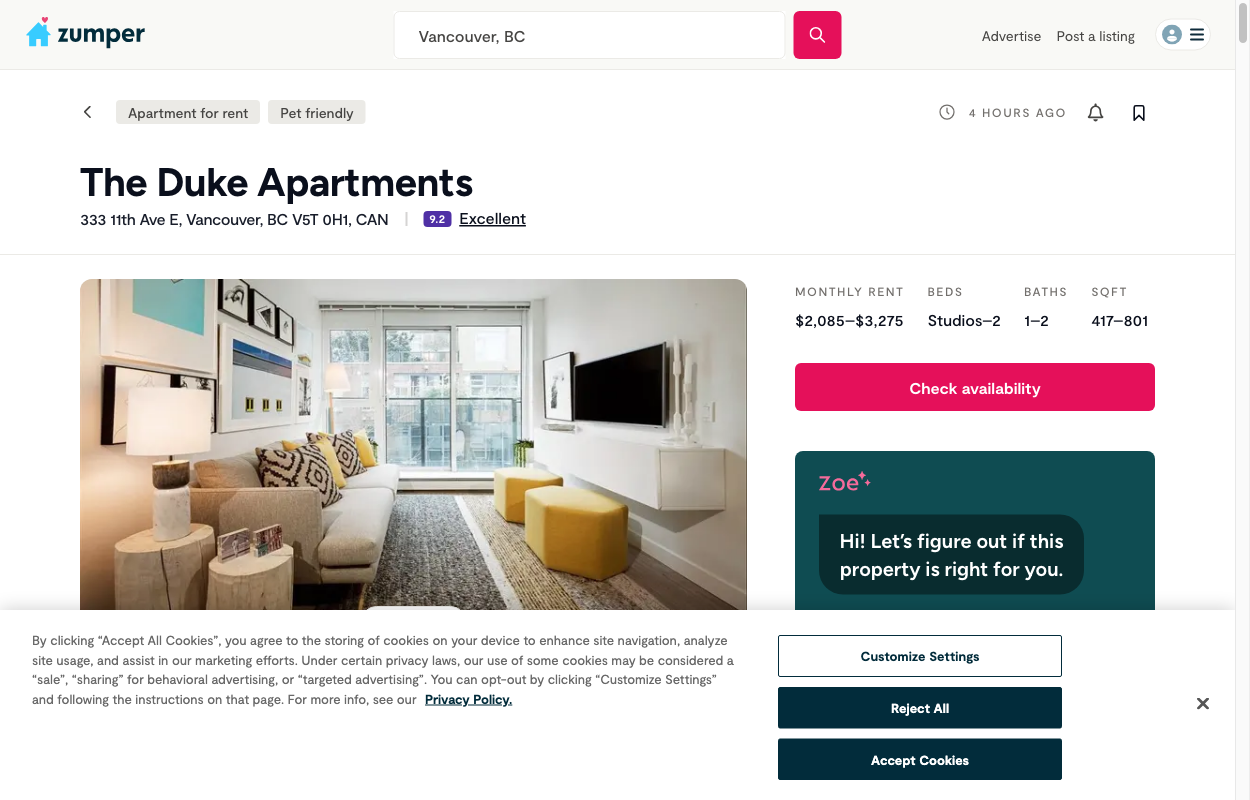 zumper
Vancouver, BC
Advertise
Post a listing
Apartment for rent
Pet friendly
4 HOURS AGO
The Duke Apartments
333 11th Ave E, Vancouver, BC V5T 0H1, CAN | 9.2 Excellent
MONTHLY RENT BEDS BATHS SQFT
$2,085—$3,275 Studios—2 1—2 417—801
Check availability
Zoe
Hi! Let's figure out if this
property is right for you.
By clicking “Accept All Cookies”, you agree to the storing of cookies on your device to enhance site navigation, analyze
site usage, and assist in our marketing efforts. Under certain privacy laws, our use of some cookies may be considered a
“sale”, “sharing” for behavioral advertising, or “targeted advertising”. You can opt-out by clicking “Customize Settings”
and following the instructions on that page. For more info, see our Privacy Policy.
Customize Settings
Reject All
Accept Cookies